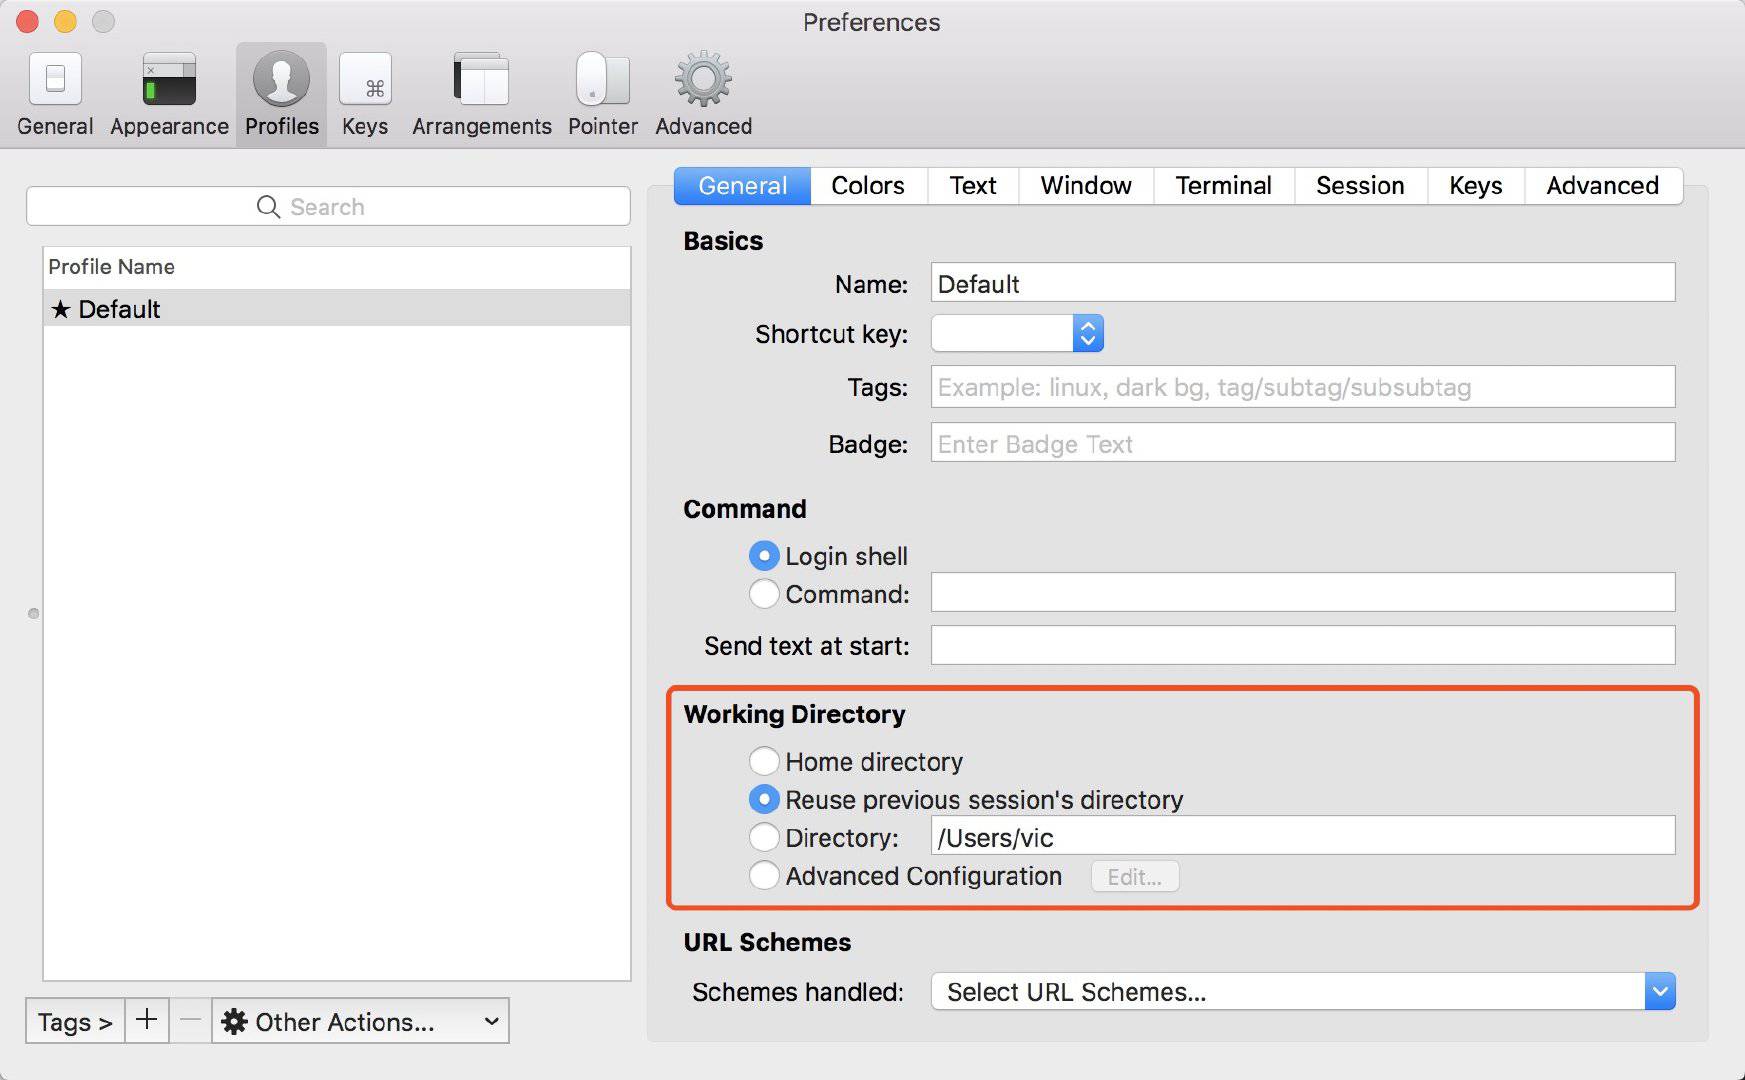 Preferences
General Appearance Profiles Keys Arrangements Pointer Advanced
Search
Profile Name
★ Default
General Colors Text Window Terminal Session Keys Advanced
Basics
Name: Default
Shortcut key:
Tags: Example: linux, dark bg, tag/subtag/subsubtag
Badge: Enter Badge Text
Command
Login shell
Command:
Send text at start:
Working Directory
Home directory
Reuse previous session's directory
Directory: /Users/vic
Advanced Configuration Edit...
URL Schemes
Schemes handled: Select URL Schemes...
Tags > + − Other Actions...